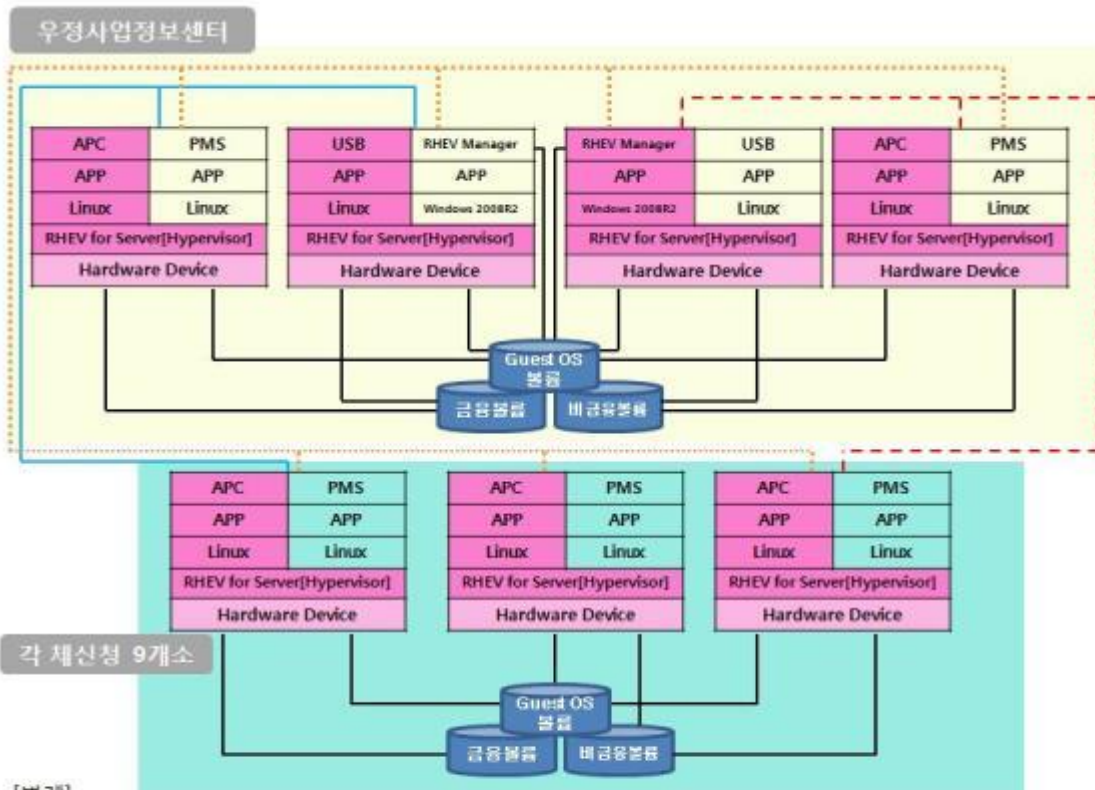 우정사업정보센터
APC PMS USB RHEV Manager RHEV Manager USB APC PMS
APP APP APP APP APP APP APP APP
Linux Linux Linux Windows 2008R2 Windows 2008R2 Linux Linux Linux
RHEV for Server[Hypervisor] RHEV for Server[Hypervisor] RHEV for Server[Hypervisor] RHEV for Server[Hypervisor]
Hardware Device Hardware Device Hardware Device Hardware Device
Guest OS
볼륨
금융볼륨 비금융볼륨
APC PMS APC PMS APC PMS
APP APP APP APP APP APP
Linux Linux Linux Linux Linux Linux
RHEV for Server[Hypervisor] RHEV for Server[Hypervisor] RHEV for Server[Hypervisor]
Hardware Device Hardware Device Hardware Device
각 체신청 9개소
Guest OS
볼륨
금융볼륨 비금융볼륨